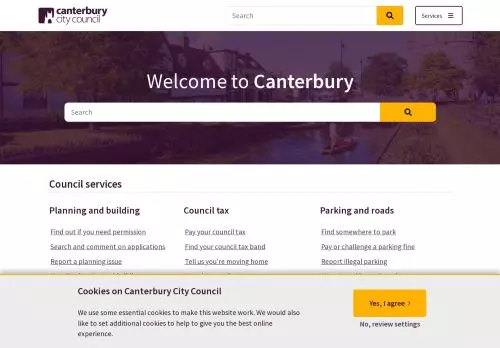 canterbury
city council
Search
Services
Welcome to Canterbury
Search
Council services
Planning and building
Council tax
Parking and roads
Find out if you need permission
Pay your council tax
Find somewhere to park
Search and comment on applications
Find your council tax band
Pay or challenge a parking fine
Report a planning issue
Tell us you're moving home
Report illegal parking
Cookies on Canterbury City Council
We use some essential cookies to make this website work. We would also
like to set additional cookies to help to give you the best online
experience.
Yes, I agree ›
No, review settings